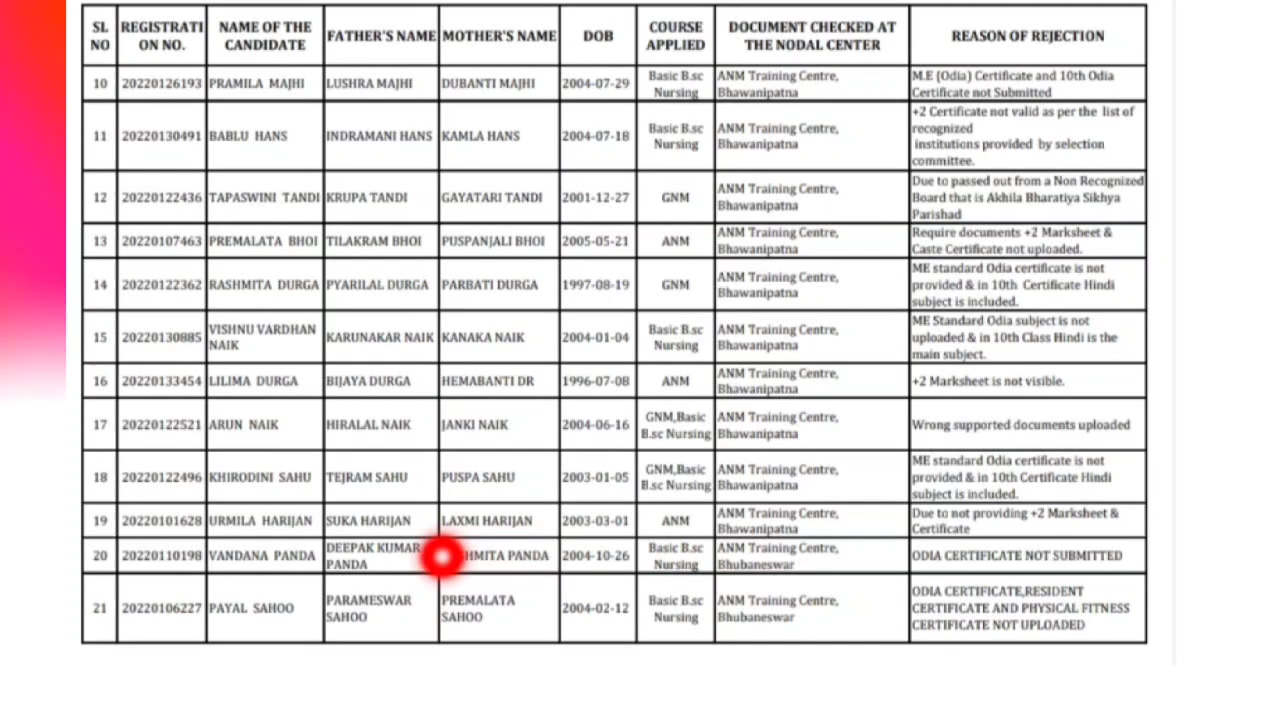 SL NO | REGISTRATI ON NO. | NAME OF THE CANDIDATE | FATHER'S NAME | MOTHER'S NAME | DOB | COURSE APPLIED | DOCUMENT CHECKED AT THE NODAL CENTER | REASON OF REJECTION
10 | 20220126193 | PRAMILA MAJHI | LUSHRA MAJHI | DUBANTI MAJHI | 2004-07-29 | Basic B.sc Nursing | ANM Training Centre, Bhawanipatna | M.E (Odia) Certificate and 10th Odia Certificate not Submitted
11 | 20220130491 | BABLU HANS | INDRAMANI HANS | KAMLA HANS | 2004-07-18 | Basic B.sc Nursing | ANM Training Centre, Bhawanipatna | +2 Certificate not valid as per the list of recognized institutions provided by selection committee.
12 | 20220122436 | TAPASWINI TANDI | KRUPA TANDI | GAYATARI TANDI | 2001-12-27 | GNM | ANM Training Centre, Bhawanipatna | Due to passed out from a Non Recognized Board that is Akhila Bharatiya Sikhya Parishad
13 | 20220107463 | PREMALATA BHOI | TILAKRAM BHOI | PUSPANJALI BHOI | 2005-05-21 | ANM | ANM Training Centre, Bhawanipatna | Require documents +2 Marksheet & Caste Certificate not uploaded.
14 | 20220122362 | RASHMITA DURGA | PYARILAL DURGA | PARBATI DURGA | 1997-08-19 | GNM | ANM Training Centre, Bhawanipatna | ME standard Odia certificate is not provided & in 10th Certificate Hindi subject is included.
15 | 20220130885 | VISHNU VARDHAN NAIK | KARUNAKAR NAIK | KANAKA NAIK | 2004-01-04 | Basic B.sc Nursing | ANM Training Centre, Bhawanipatna | ME Standard Odia subject is not uploaded & in 10th Class Hindi is the main subject.
16 | 20220133454 | LILIMA DURGA | BIJAYA DURGA | HEMABANTI DR | 1996-07-08 | ANM | ANM Training Centre, Bhawanipatna | +2 Marksheet is not visible.
17 | 20220122521 | ARUN NAIK | HIRALAL NAIK | JANKI NAIK | 2004-06-16 | GNM,Basic B.sc Nursing | ANM Training Centre, Bhawanipatna | Wrong supported documents uploaded
18 | 20220122496 | KHIRODINI SAHU | TEJRAM SAHU | PUSPA SAHU | 2003-01-05 | GNM,Basic B.sc Nursing | ANM Training Centre, Bhawanipatna | ME standard Odia certificate is not provided & in 10th Certificate Hindi subject is included.
19 | 20220101628 | URMILA HARIJAN | SUKA HARIJAN | LAXMI HARIJAN | 2003-03-01 | ANM | ANM Training Centre, Bhawanipatna | Due to not providing +2 Marksheet & Certificate
20 | 20220110198 | VANDANA PANDA | DEEPAK KUMAR PANDA | PANDA | 2004-10-26 | Basic B.sc Nursing | ANM Training Centre, Bhubaneswar | ODIA CERTIFICATE NOT SUBMITTED
21 | 20220106227 | PAYAL SAHOO | PARAMESWAR SAHOO | PREMALATA SAHOO | 2004-02-12 | Basic B.sc Nursing | ANM Training Centre, Bhubaneswar | ODIA CERTIFICATE,RESIDENT CERTIFICATE AND PHYSICAL FITNESS CERTIFICATE NOT UPLOADED